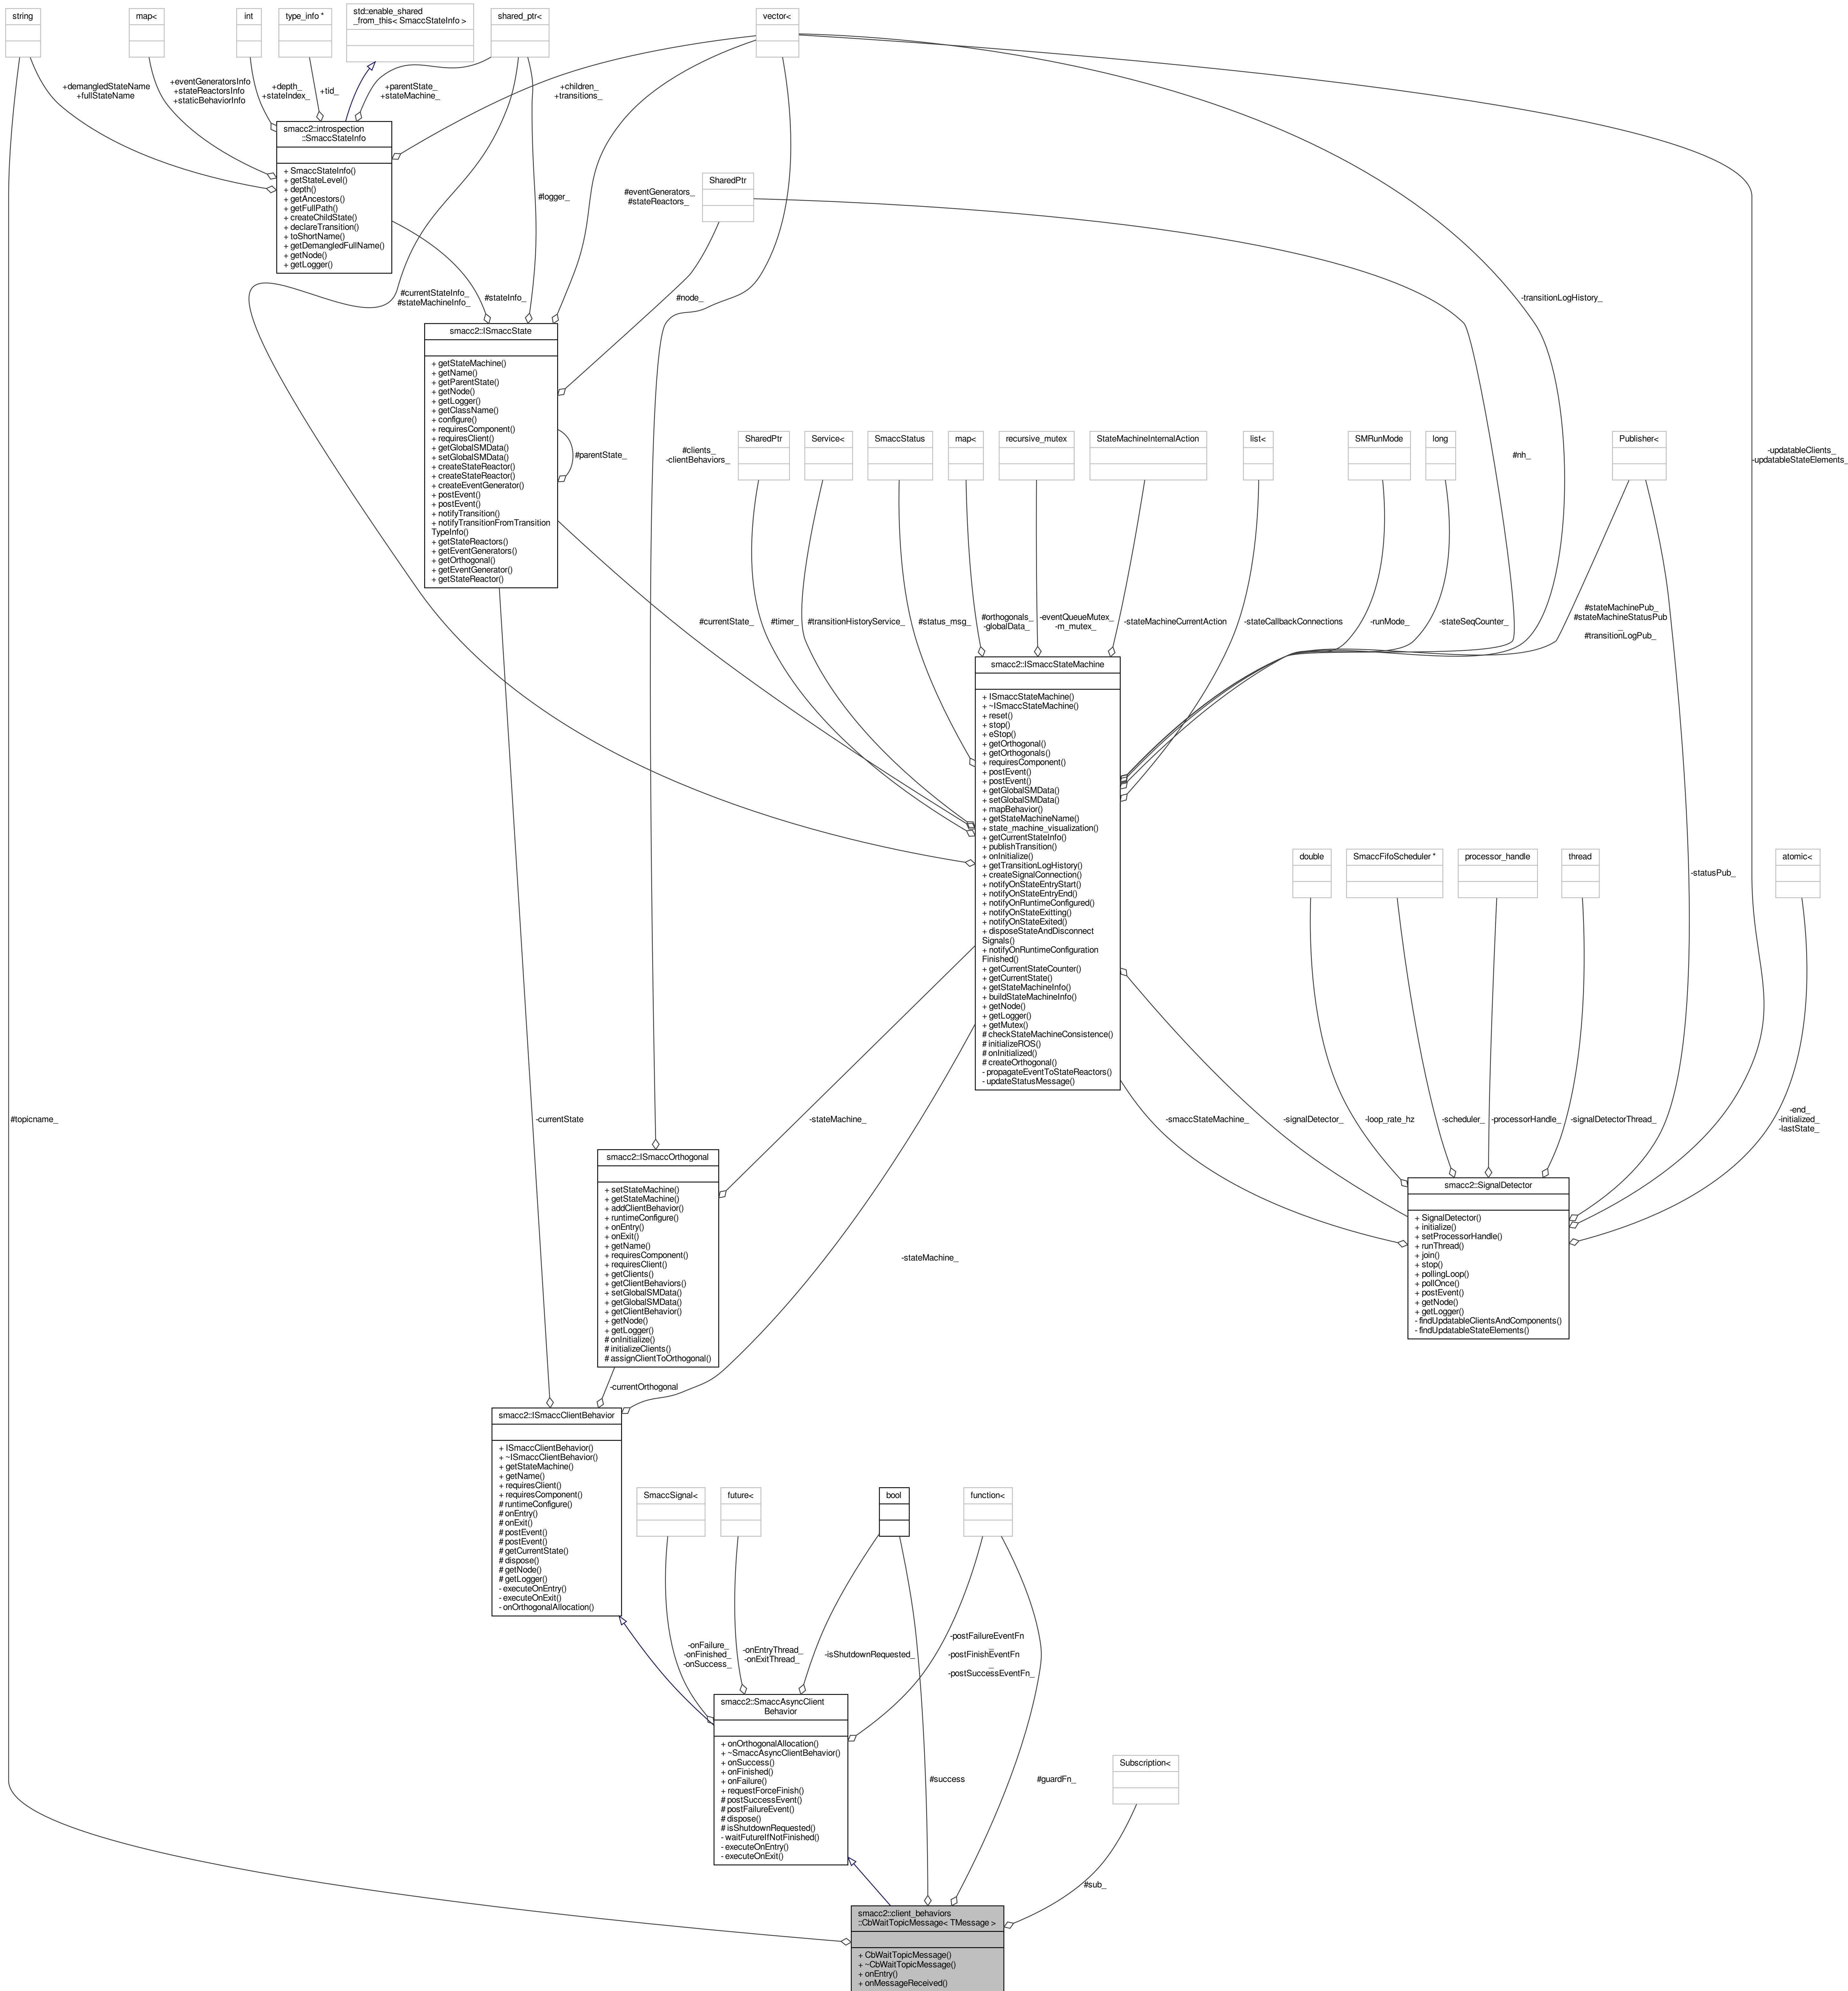 string
map<
int
type_info *
std::enable_shared
_from_this< SmaccStateInfo >
shared_ptr<
vector<
+demangledStateName
+fullStateName
+eventGeneratorsInfo
+stateReactorsInfo
+staticBehaviorInfo
+depth_
+stateIndex_
+tid_
+parentState_
+stateMachine_
+children_
+transitions_
smacc2::introspection
::SmaccStateInfo
+ SmaccStateInfo()
+ getStateLevel()
+ depth()
+ getAncestors()
+ getFullPath()
+ createChildState()
+ declareTransition()
+ toShortName()
+ getDemangledFullName()
+ getNode()
+ getLogger()
SharedPtr
#eventGenerators_
#stateReactors_
#logger_
#currentStateInfo_
#stateMachineInfo_
#stateInfo_
#node_
-transitionLogHistory_
smacc2::ISmaccState
+ getStateMachine()
+ getName()
+ getParentState()
+ getNode()
+ getLogger()
+ getClassName()
+ configure()
+ requiresComponent()
+ requiresClient()
+ getGlobalSMData()
+ setGlobalSMData()
+ createStateReactor()
+ createStateReactor()
+ createEventGenerator()
+ postEvent()
+ postEvent()
+ notifyTransition()
+ notifyTransitionFromTransition
TypeInfo()
+ getStateReactors()
+ getEventGenerators()
+ getOrthogonal()
+ getEventGenerator()
+ getStateReactor()
#parentState_
#clients_
-clientBehaviors_
SharedPtr
Service<
SmaccStatus
map<
recursive_mutex
StateMachineInternalAction
list<
SMRunMode
long
#nh_
Publisher<
-updatableClients_
-updatableStateElements_
#currentState_
#timer_
#transitionHistoryService_
#status_msg_
#orthogonals_
-globalData_
-eventQueueMutex_
-m_mutex_
-stateMachineCurrentAction
-stateCallbackConnections
-runMode_
-stateSeqCounter_
#stateMachinePub_
#stateMachineStatusPub
_
#transitionLogPub_
smacc2::ISmaccStateMachine
+ ISmaccStateMachine()
+ ~ISmaccStateMachine()
+ reset()
+ stop()
+ eStop()
+ getOrthogonal()
+ getOrthogonals()
+ requiresComponent()
+ postEvent()
+ postEvent()
+ getGlobalSMData()
+ setGlobalSMData()
+ mapBehavior()
+ getStateMachineName()
+ state_machine_visualization()
+ getCurrentStateInfo()
+ publishTransition()
+ onInitialize()
+ getTransitionLogHistory()
+ createSignalConnection()
+ notifyOnStateEntryStart()
+ notifyOnStateEntryEnd()
+ notifyOnRuntimeConfigured()
+ notifyOnStateExitting()
+ notifyOnStateExited()
+ disposeStateAndDisconnect
Signals()
+ notifyOnRuntimeConfiguration
Finished()
+ getCurrentStateCounter()
+ getCurrentState()
+ getStateMachineInfo()
+ buildStateMachineInfo()
+ getNode()
+ getLogger()
+ getMutex()
# checkStateMachineConsistence()
# initializeROS()
# onInitialized()
# createOrthogonal()
- propagateEventToStateReactors()
- updateStatusMessage()
double
SmaccFifoScheduler *
processor_handle
thread
atomic<
-statusPub_
#topicname_
-currentState
-stateMachine_
-smaccStateMachine_
-signalDetector_
-loop_rate_hz
-scheduler_
-processorHandle_
-signalDetectorThread_
-end_
-initialized_
-lastState_
smacc2::ISmaccOrthogonal
+ setStateMachine()
+ getStateMachine()
+ addClientBehavior()
+ runtimeConfigure()
+ onEntry()
+ onExit()
+ getName()
+ requiresComponent()
+ requiresClient()
+ getClients()
+ getClientBehaviors()
+ setGlobalSMData()
+ getGlobalSMData()
+ getClientBehavior()
+ getNode()
+ getLogger()
# onInitialize()
# initializeClients()
# assignClientToOrthogonal()
smacc2::SignalDetector
+ SignalDetector()
+ initialize()
+ setProcessorHandle()
+ runThread()
+ join()
+ stop()
+ pollingLoop()
+ pollOnce()
+ postEvent()
+ getNode()
+ getLogger()
- findUpdatableClientsAndComponents()
- findUpdatableStateElements()
-stateMachine_
-currentOrthogonal
smacc2::ISmaccClientBehavior
+ ISmaccClientBehavior()
+ ~ISmaccClientBehavior()
+ getStateMachine()
+ getName()
+ requiresClient()
+ requiresComponent()
# runtimeConfigure()
# onEntry()
# onExit()
# postEvent()
# postEvent()
# getCurrentState()
# dispose()
# getNode()
# getLogger()
- executeOnEntry()
- executeOnExit()
- onOrthogonalAllocation()
SmaccSignal<
future<
bool
function<
-onFailure_
-onFinished_
-onSuccess_
-onEntryThread_
-onExitThread_
-isShutdownRequested_
-postFailureEventFn
_
-postFinishEventFn
_
-postSuccessEventFn_
smacc2::SmaccAsyncClient
Behavior
+ onOrthogonalAllocation()
+ ~SmaccAsyncClientBehavior()
+ onSuccess()
+ onFinished()
+ onFailure()
+ requestForceFinish()
# postSuccessEvent()
# postFailureEvent()
# dispose()
# isShutdownRequested()
- waitFutureIfNotFinished()
- executeOnEntry()
- executeOnExit()
Subscription<
#success
#guardFn_
#sub_
smacc2::client_behaviors
::CbWaitTopicMessage< TMessage >
+ CbWaitTopicMessage()
+ ~CbWaitTopicMessage()
+ onEntry()
+ onMessageReceived()